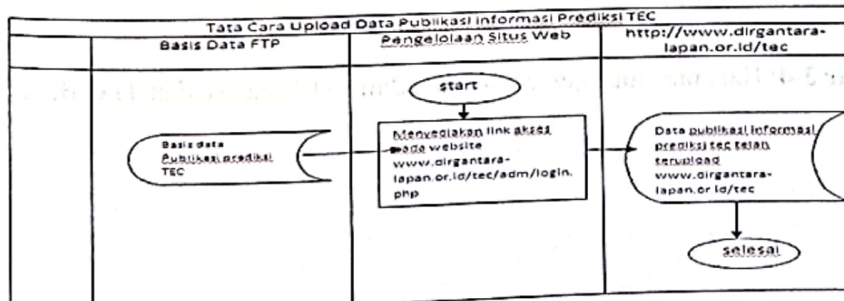 Tata Cara Upload Data Publikasi Informasi Prediksi TEC
Basis Data FTP
Pengelolaan Situs Web
http://www.dirgantara-
lapan.or.id/tec
start
Basis data
Publikasi prediksi
TEC
Menyediakan link akses
pada website
www.dirgantara-
lapan.or.id/tec/adm/login.
php
Data publikasi informasi
prediksi tec telah
terupload
www.dirgantara-
lapan.or.id/tec
selesai